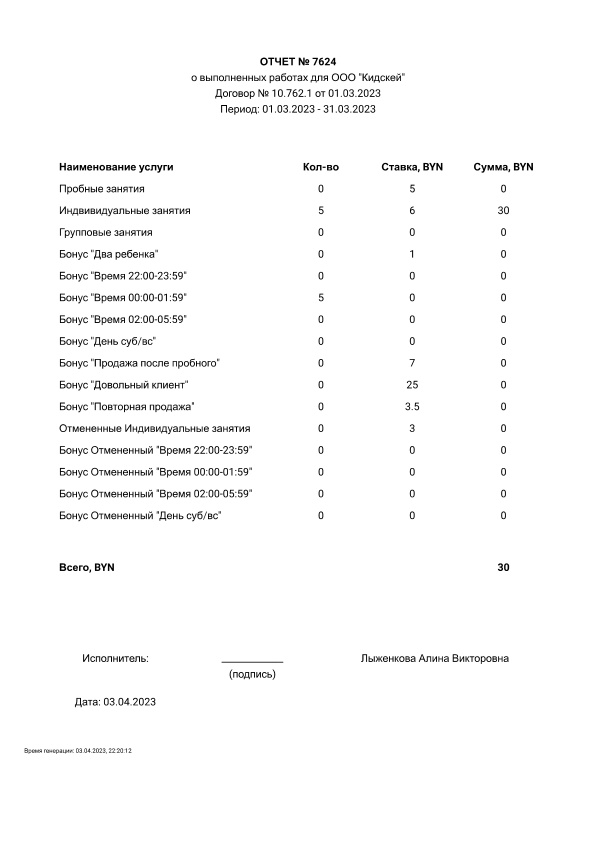 ОТЧЕТ № 7624
о выполненных работах для ООО "Кидскей"
Договор № 10.762.1 от 01.03.2023
Период: 01.03.2023 - 31.03.2023
Наименование услуги Кол-во Ставка, BYN Сумма, BYN
Пробные занятия 0 5 0
Индвивидуальные занятия 5 6 30
Групповые занятия 0 0 0
Бонус "Два ребенка" 0 1 0
Бонус "Время 22:00-23:59" 0 0 0
Бонус "Время 00:00-01:59" 5 0 0
Бонус "Время 02:00-05:59" 0 0 0
Бонус "День суб/вс" 0 0 0
Бонус "Продажа после пробного" 0 7 0
Бонус "Довольный клиент" 0 25 0
Бонус "Повторная продажа" 0 3.5 0
Отмененные Индивидуальные занятия 0 3 0
Бонус Отмененный "Время 22:00-23:59" 0 0 0
Бонус Отмененный "Время 00:00-01:59" 0 0 0
Бонус Отмененный "Время 02:00-05:59" 0 0 0
Бонус Отмененный "День суб/вс" 0 0 0
Всего, BYN 30
Исполнитель: Лыженкова Алина Викторовна
(подпись)
Дата: 03.04.2023
Время генерации: 03.04.2023, 22:20:12